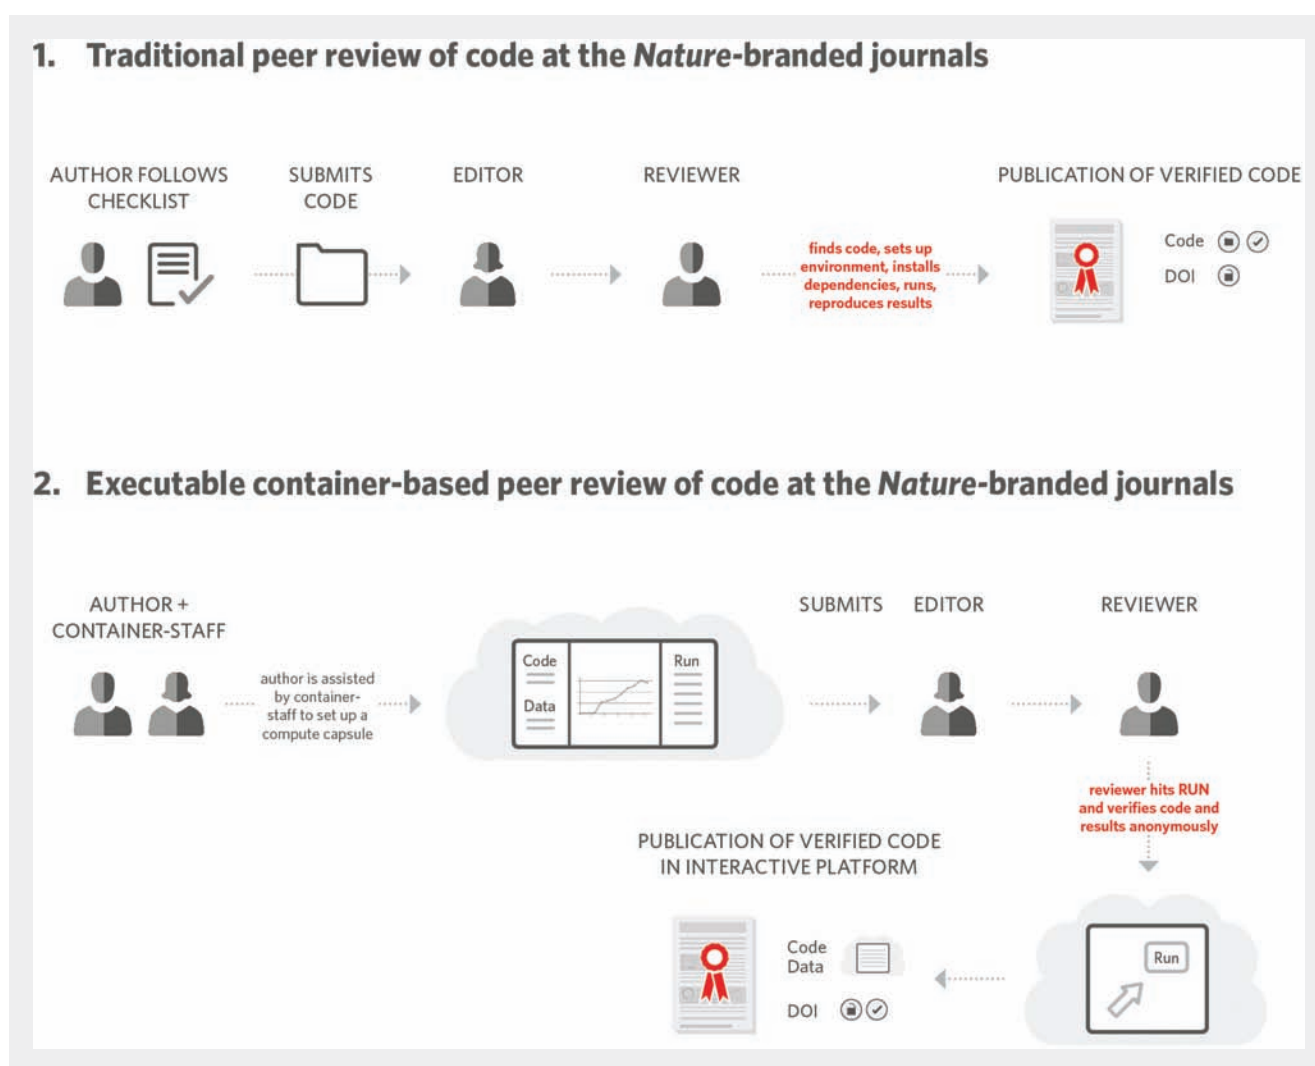 1. Traditional peer review of code at the Nature-branded journals
AUTHOR FOLLOWS
CHECKLIST
SUBMITS
CODE
EDITOR
REVIEWER
finds code, sets up
environment, installs
dependencies, runs,
reproduces results
PUBLICATION OF VERIFIED CODE
Code
DOI
2. Executable container-based peer review of code at the Nature-branded journals
AUTHOR +
CONTAINER-STAFF
author is assisted
by container-
staff to set up a
compute capsule
Code
Data
Run
SUBMITS
EDITOR
REVIEWER
reviewer hits RUN
and verifies code and
results anonymously
Run
PUBLICATION OF VERIFIED CODE
IN INTERACTIVE PLATFORM
Code
Data
DOI